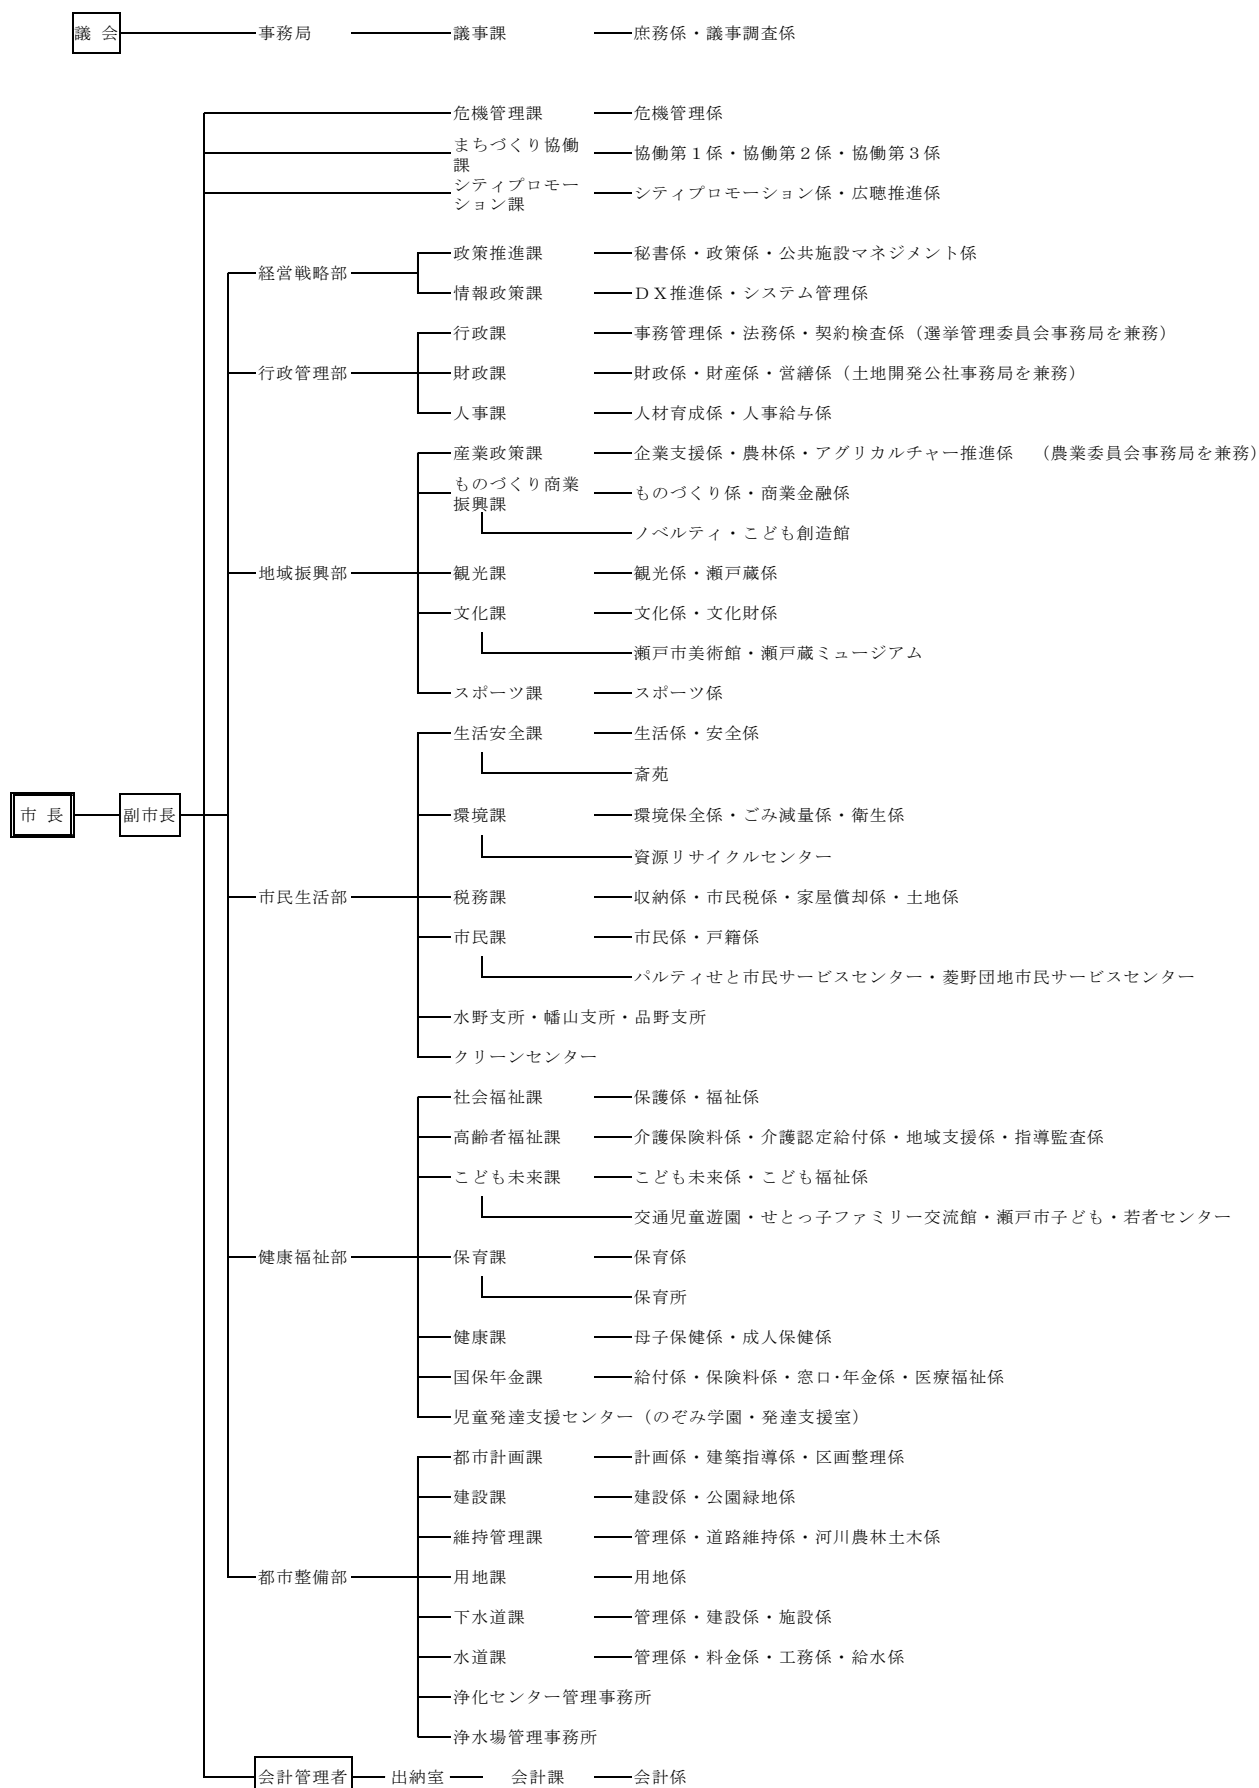 議 会 事務局 議事課 庶務係・議事調査係
危機管理課 危機管理係
まちづくり協働
課 協働第１係・協働第２係・協働第３係
シティプロモー
ション課 シティプロモーション係・広聴推進係
政策推進課 秘書係・政策係・公共施設マネジメント係
経営戦略部
情報政策課 ＤＸ推進係・システム管理係
行政課 事務管理係・法務係・契約検査係（選挙管理委員会事務局を兼務）
行政管理部 財政課 財政係・財産係・営繕係（土地開発公社事務局を兼務）
人事課 人材育成係・人事給与係
産業政策課 企業支援係・農林係・アグリカルチャー推進係 （農業委員会事務局を兼務）
ものづくり商業
振興課 ものづくり係・商業金融係
ノベルティ・こども創造館
地域振興部 観光課 観光係・瀬戸蔵係
文化課 文化係・文化財係
瀬戸市美術館・瀬戸蔵ミュージアム
スポーツ課 スポーツ係
生活安全課 生活係・安全係
斎苑
市 長 副市長 環境課 環境保全係・ごみ減量係・衛生係
資源リサイクルセンター
市民生活部 税務課 収納係・市民税係・家屋償却係・土地係
市民課 市民係・戸籍係
パルティせと市民サービスセンター・菱野団地市民サービスセンター
水野支所・幡山支所・品野支所
クリーンセンター
社会福祉課 保護係・福祉係
高齢者福祉課 介護保険料係・介護認定給付係・地域支援係・指導監査係
こども未来課 こども未来係・こども福祉係
交通児童遊園・せとっ子ファミリー交流館・瀬戸市子ども・若者センター
健康福祉部 保育課 保育係
保育所
健康課 母子保健係・成人保健係
国保年金課 給付係・保険料係・窓口･年金係・医療福祉係
児童発達支援センター（のぞみ学園・発達支援室）
都市計画課 計画係・建築指導係・区画整理係
建設課 建設係・公園緑地係
維持管理課 管理係・道路維持係・河川農林土木係
都市整備部 用地課 用地係
下水道課 管理係・建設係・施設係
水道課 管理係・料金係・工務係・給水係
浄化センター管理事務所
浄水場管理事務所
会計管理者 出納室 会計課 会計係